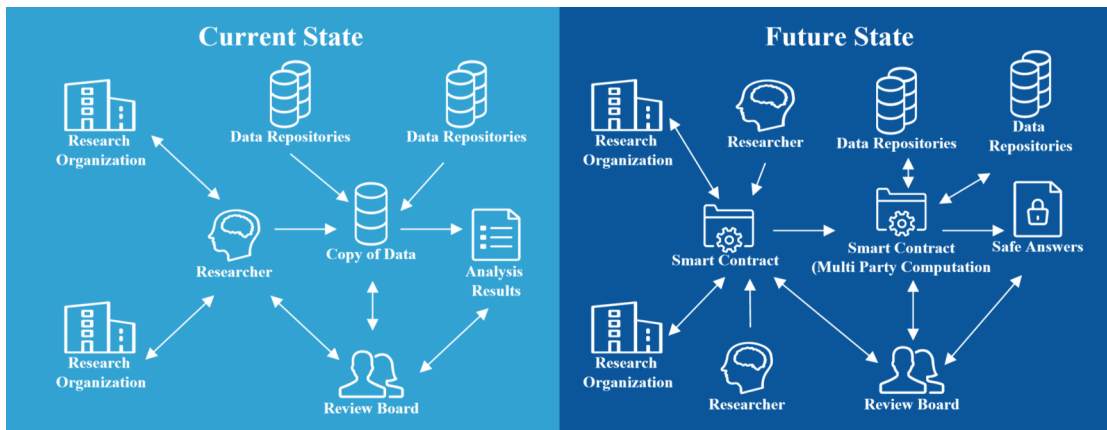 Current State
Data Repositories
Data Repositories
Research
Organization
Researcher
Copy of Data
Analysis
Results
Research
Organization
Review Board
Future State
Research
Organization
Researcher
Data Repositories
Data
Repositories
Smart Contract
Smart Contract
(Multi Party Computation
Safe Answers
Research
Organization
Researcher
Review Board